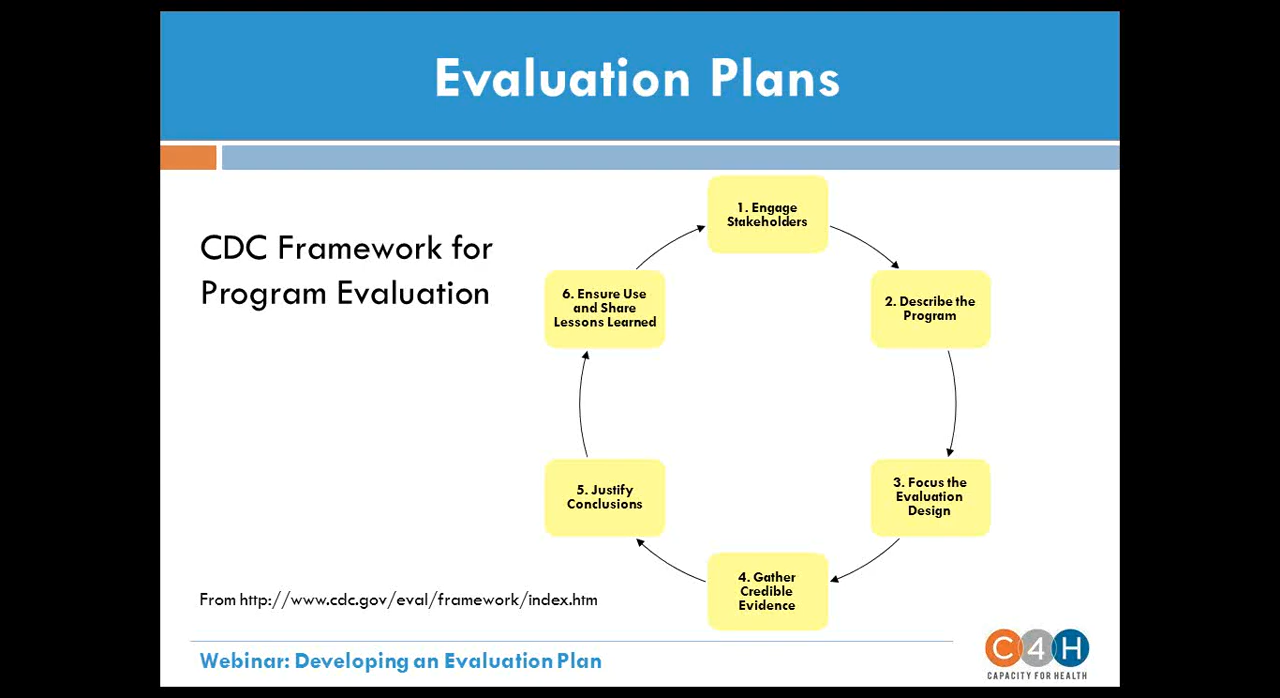 Evaluation Plans
CDC Framework for
Program Evaluation
1. Engage
Stakeholders
2. Describe the
Program
3. Focus the
Evaluation
Design
4. Gather
Credible
Evidence
5. Justify
Conclusions
6. Ensure Use
and Share
Lessons Learned
From http://www.cdc.gov/eval/framework/index.htm
Webinar: Developing an Evaluation Plan
C4H
CAPACITY FOR HEALTH